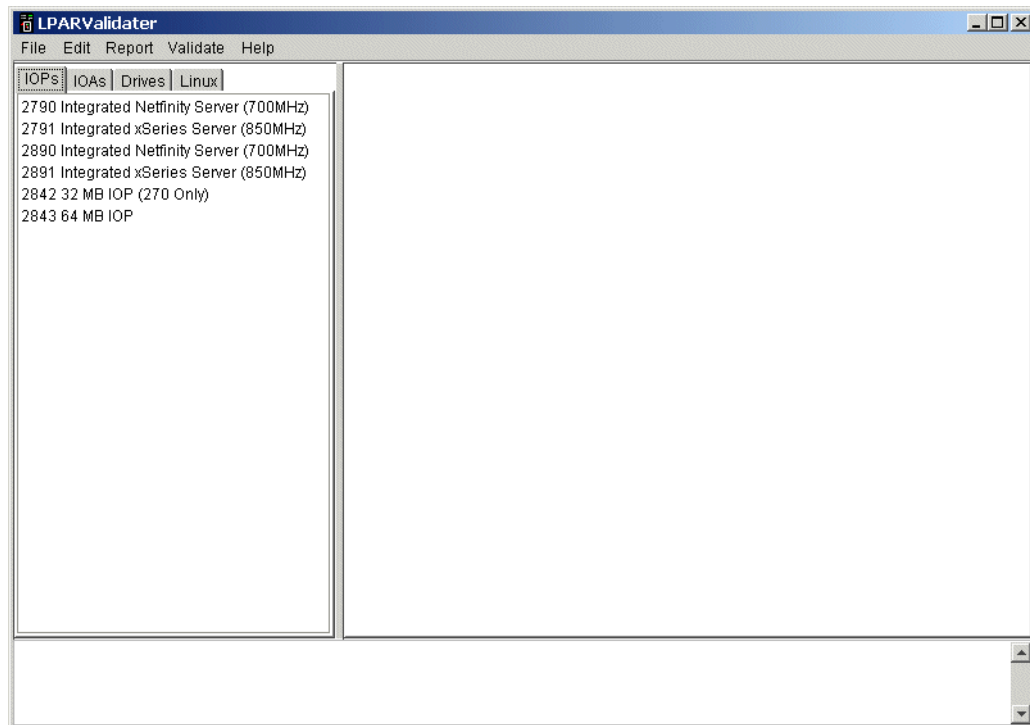 LPARValidater
File Edit Report Validate Help
IOPs IOAs Drives Linux
2790 Integrated Netfinity Server (700MHz)
2791 Integrated xSeries Server (850MHz)
2890 Integrated Netfinity Server (700MHz)
2891 Integrated xSeries Server (850MHz)
2842 32 MB IOP (270 Only)
2843 64 MB IOP